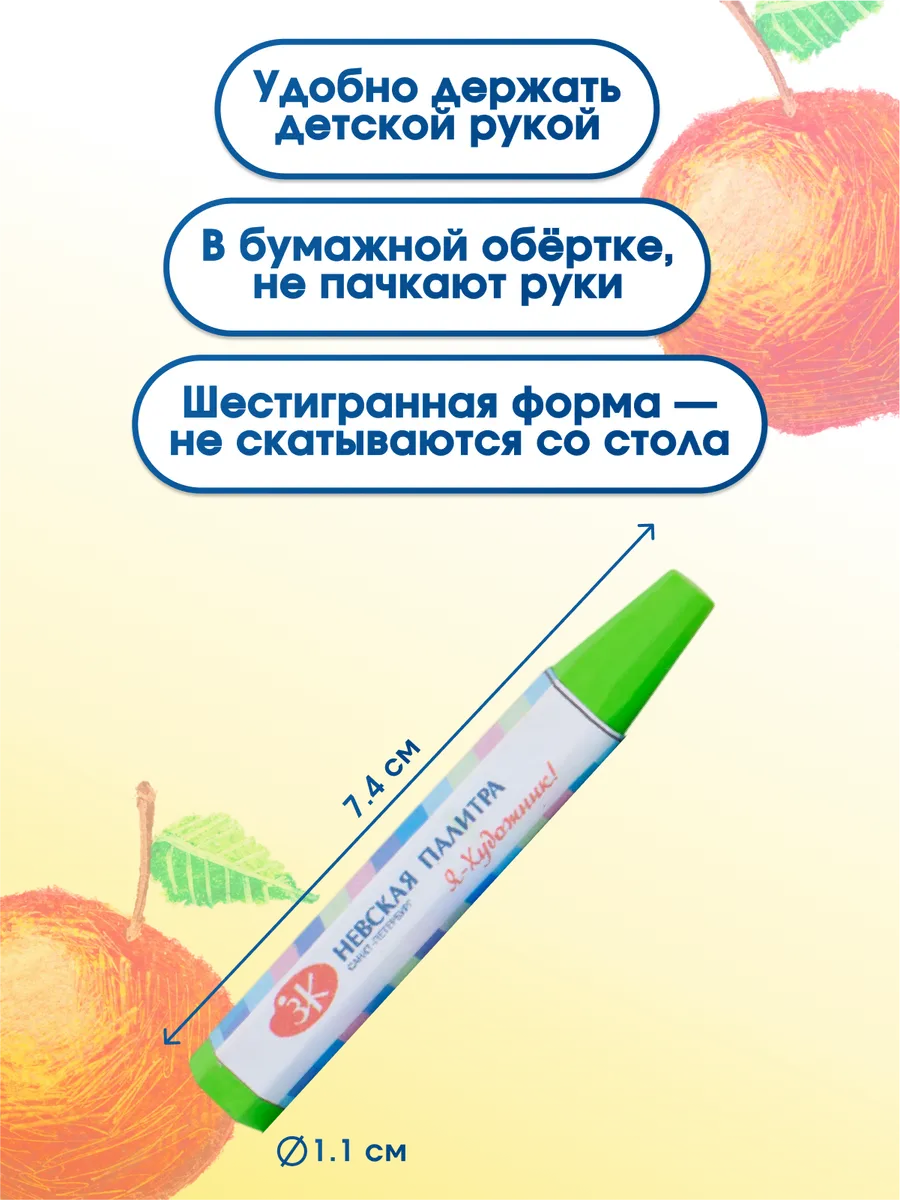 Удобно держать
детской рукой
В бумажной обёртке,
не пачкают руки
Шестигранная форма —
не скатываются со стола
7.4 см
НЕВСКАЯ ПАЛИТРА
САНКТ-ПЕТЕРБУРГ
Я-Художник!
ЗК
⌀1.1 см